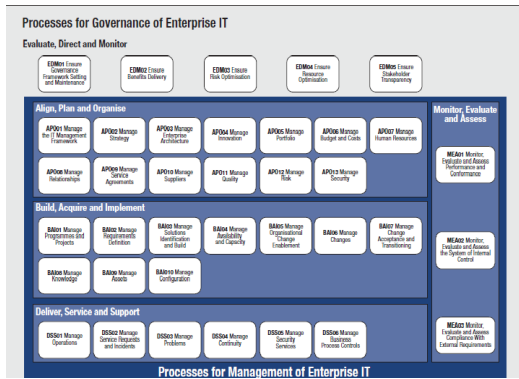 Processes for Governance of Enterprise IT
Evaluate, Direct and Monitor
EDM01 Ensure
Governance
Framework Setting
and Maintenance
EDM02 Ensure
Benefits Delivery
EDM03 Ensure
Risk Optimisation
EDM04 Ensure
Resource
Optimisation
EDM05 Ensure
Stakeholder
Transparency
Align, Plan and Organise
APO01 Manage
the IT Management
Framework
APO02 Manage
Strategy
APO03 Manage
Enterprise
Architecture
APO04 Manage
Innovation
APO05 Manage
Portfolio
APO06 Manage
Budget and Costs
APO07 Manage
Human Resources
APO08 Manage
Relationships
APO09 Manage
Service
Agreements
APO10 Manage
Suppliers
APO11 Manage
Quality
APO12 Manage
Risk
APO13 Manage
Security
Build, Acquire and Implement
BAI01 Manage
Programmes and
Projects
BAI02 Manage
Requirements
Definition
BAI03 Manage
Solutions
Identification
and Build
BAI04 Manage
Availability
and Capacity
BAI05 Manage
Organisational
Change
Enablement
BAI06 Manage
Changes
BAI07 Manage
Change
Acceptance and
Transitioning
BAI08 Manage
Knowledge
BAI09 Manage
Assets
BAI010 Manage
Configuration
Deliver, Service and Support
DSS01 Manage
Operations
DSS02 Manage
Service Requests
and Incidents
DSS03 Manage
Problems
DSS04 Manage
Continuity
DSS05 Manage
Security
Services
DSS06 Manage
Business
Process Controls
Monitor, Evaluate
and Assess
MEA01 Monitor,
Evaluate and Assess
Performance and
Conformance
MEA02 Monitor,
Evaluate and Assess
the System of Internal
Control
MEA03 Monitor,
Evaluate and Assess
Compliance With
External Requirements
Processes for Management of Enterprise IT